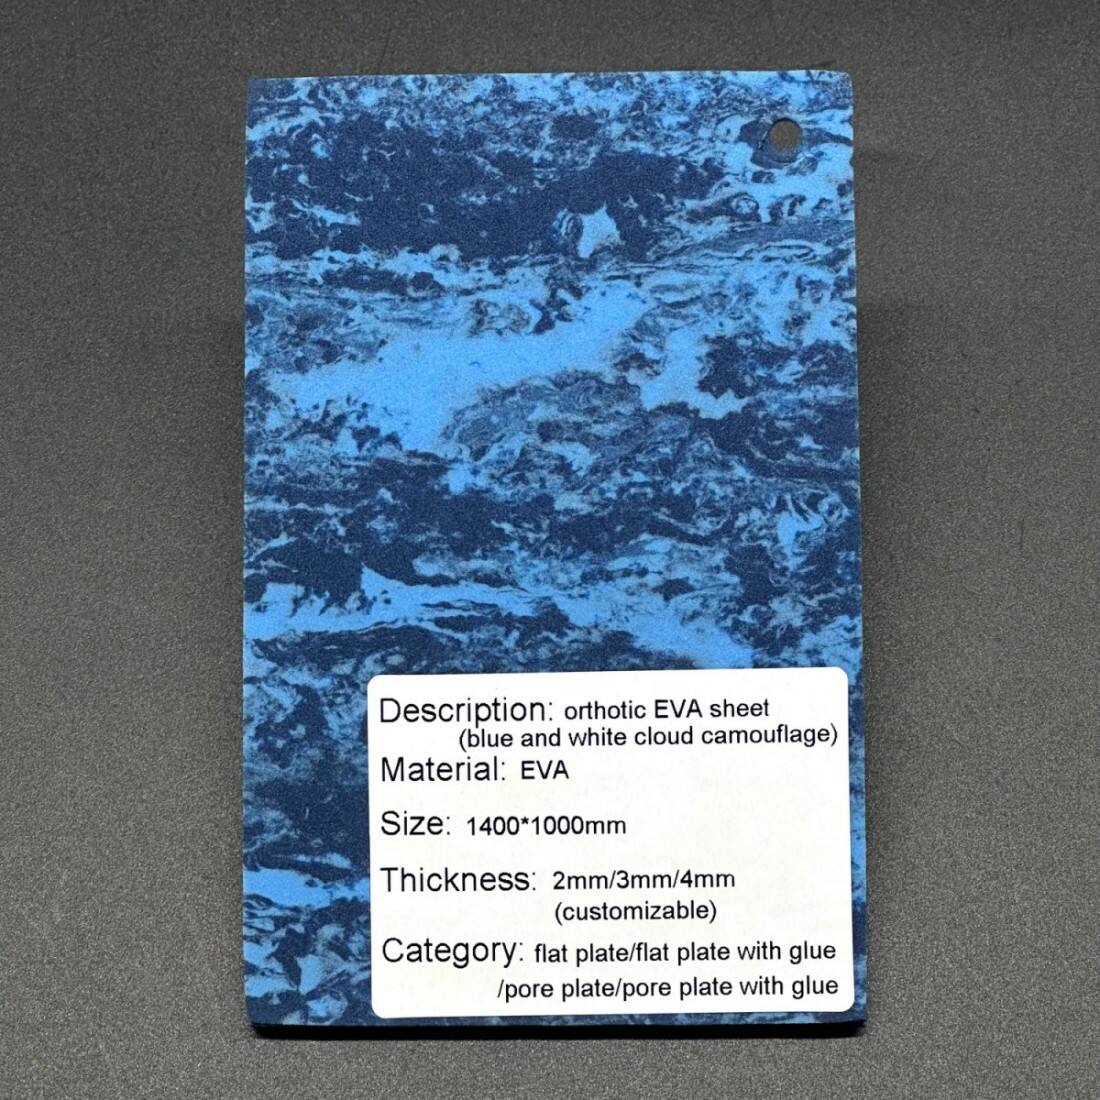 Description: orthotic EVA sheet
(blue and white cloud camouflage)
Material: EVA
Size: 1400*1000mm
Thickness: 2mm/3mm/4mm
(customizable)
Category: flat plate/flat plate with glue
/pore plate/pore plate with glue